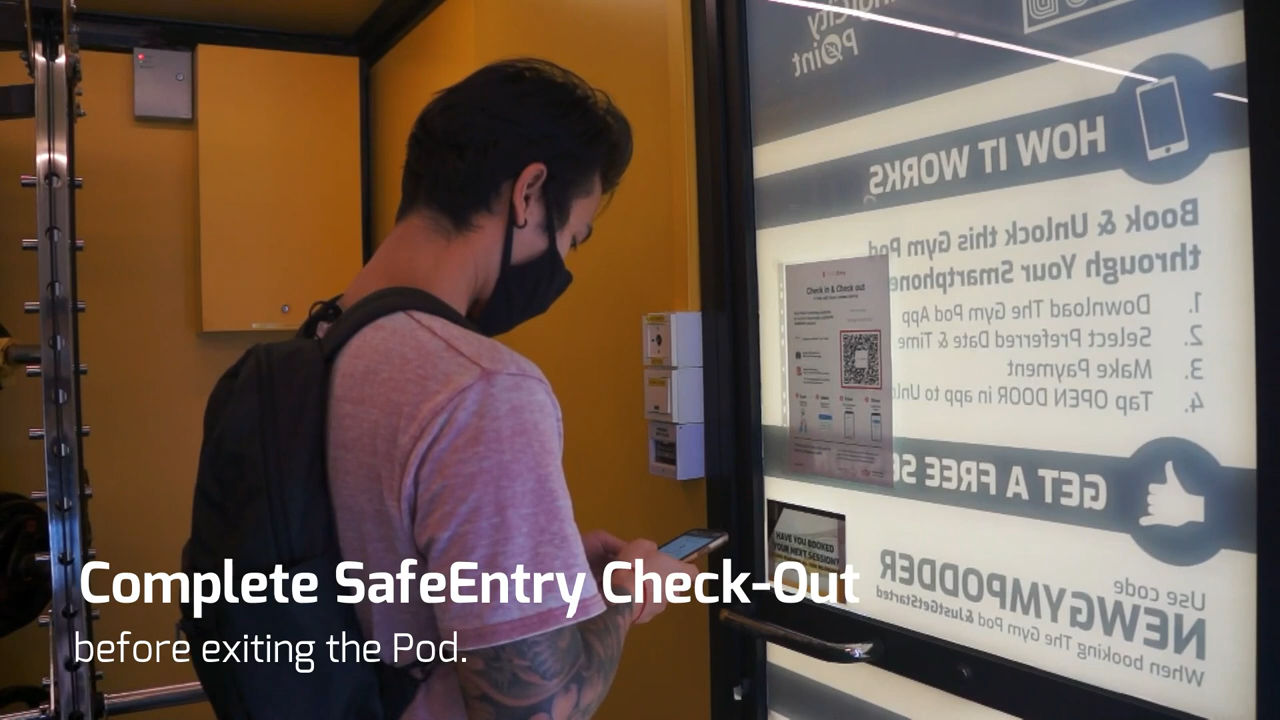 Point
HOW IT WORKS
Book & Unlock this Gym Pod
through Your Smartphone
1. Download The Gym Pod App
2. Select Preferred Date & Time
3. Make Payment
4. Tap OPEN DOOR in app to
Check in & Check out
GET A FREE
HAVE YOU BOOKED
YOUR NEXT SESSION?
Use code
NEWGYMPODDER
When booking The Gym Pod &JustGetStarted
Complete SafeEntry Check-Out
before exiting the Pod.